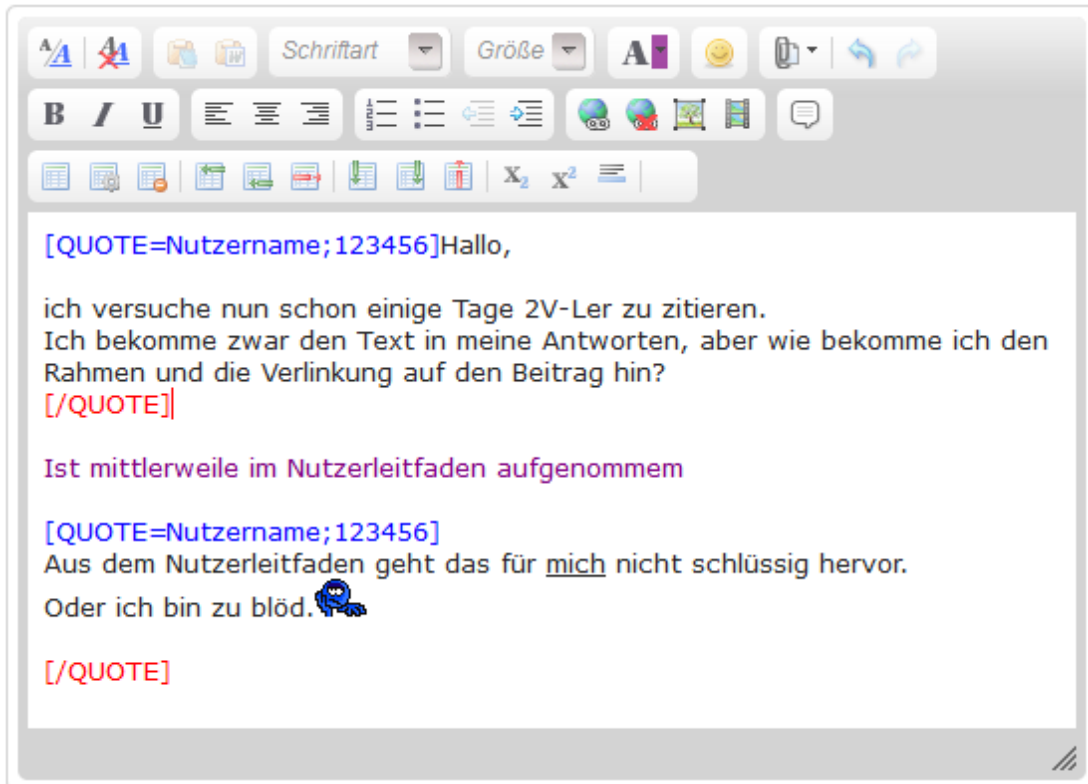 Schriftart Größe A
B I U X₂ X²
[QUOTE=Nutzername;123456]Hallo,
ich versuche nun schon einige Tage 2V-Ler zu zitieren.
Ich bekomme zwar den Text in meine Antworten, aber wie bekomme ich den
Rahmen und die Verlinkung auf den Beitrag hin?
[/QUOTE]
Ist mittlerweile im Nutzerleitfaden aufgenommem
[QUOTE=Nutzername;123456]
Aus dem Nutzerleitfaden geht das für mich nicht schlüssig hervor.
Oder ich bin zu blöd.
[/QUOTE]